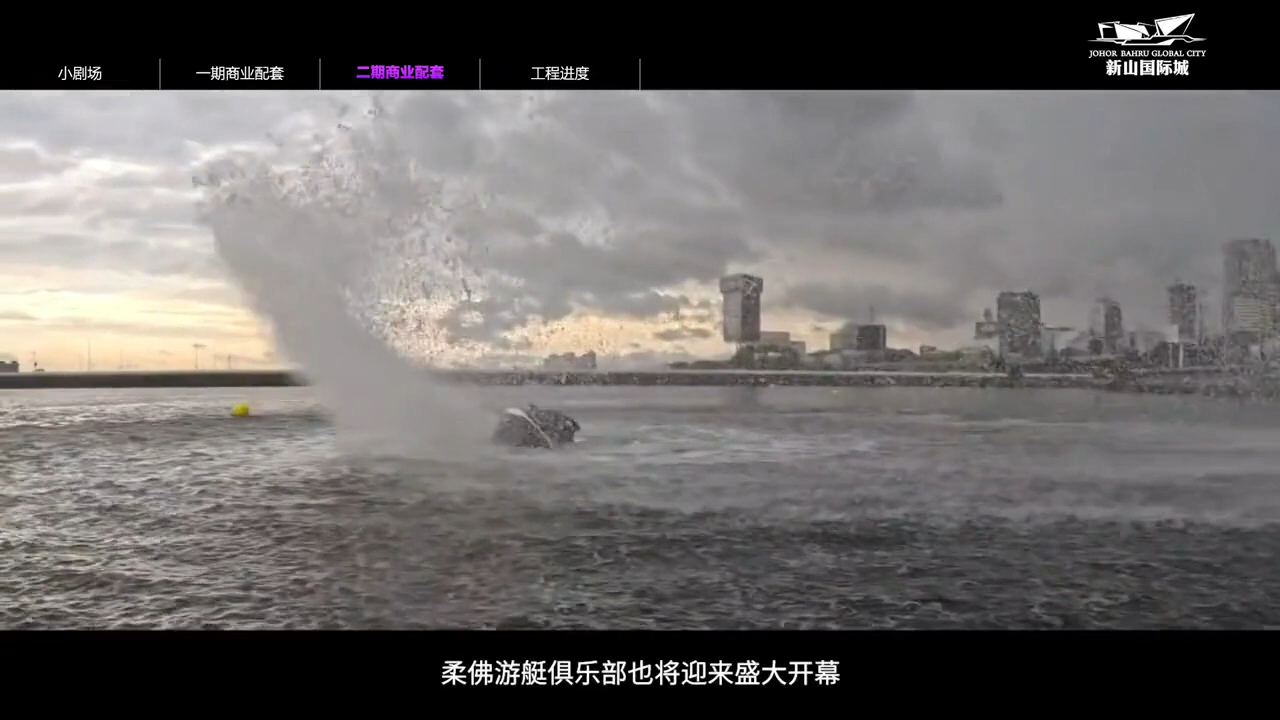 小剧场
一期商业配套
二期商业配套
工程进度
JOHOR BAHRU GLOBAL CITY
新山国际城
柔佛游艇俱乐部也将迎来盛大开幕